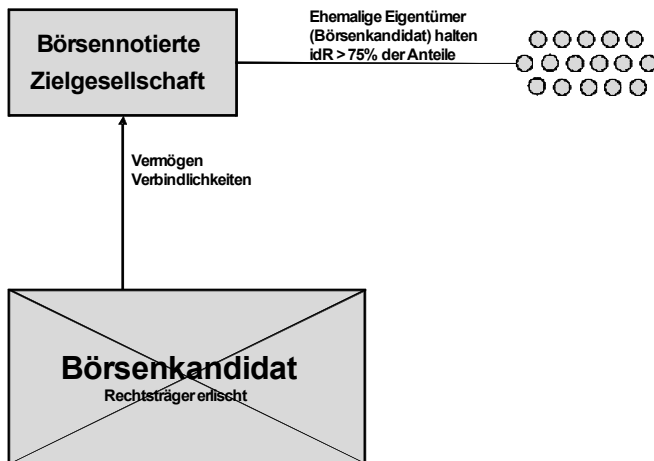 Börsennotierte
Zielgesellschaft
Ehemalige Eigentümer
(Börsenkandidat) halten
idR > 75% der Anteile
Vermögen
Verbindlichkeiten
Börsenkandidat
Rechtsträger erlischt